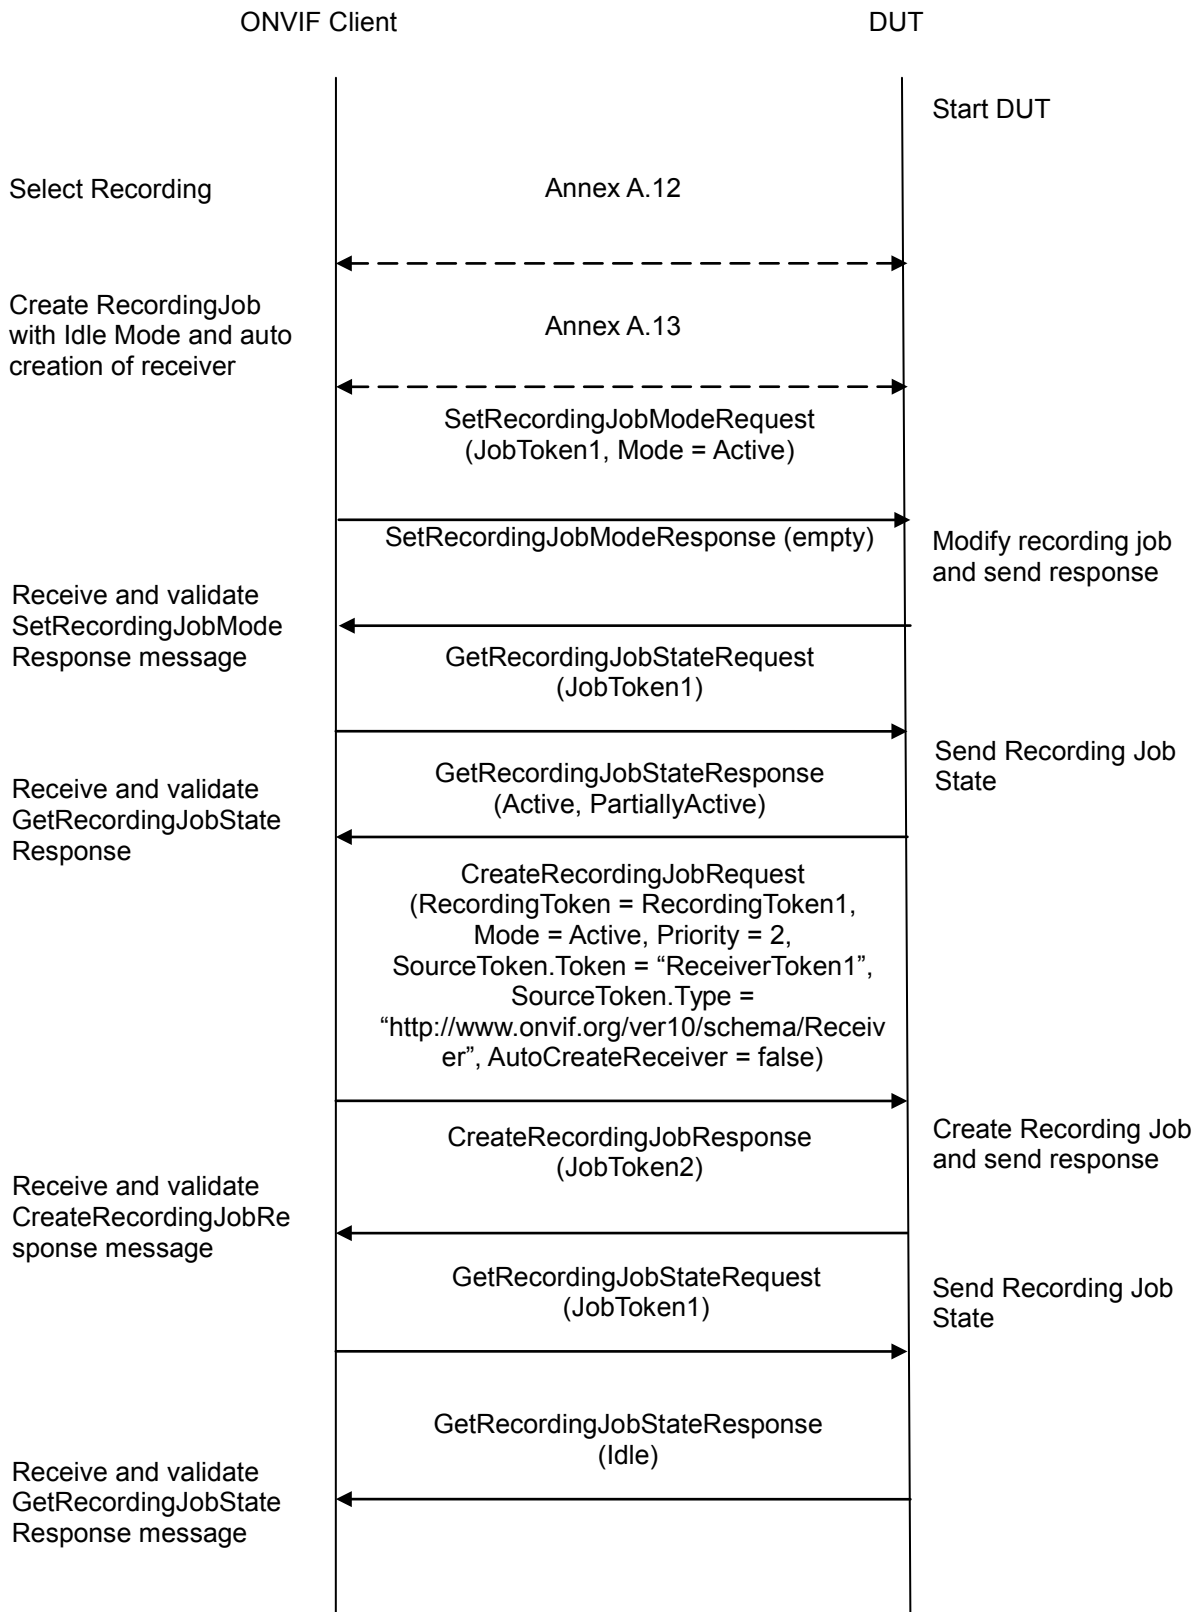 ONVIF Client
DUT
Start DUT
Select Recording
Annex A.12
Create RecordingJob
with Idle Mode and auto
creation of receiver
Annex A.13
SetRecordingJobModeRequest
(JobToken1, Mode = Active)
SetRecordingJobModeResponse (empty)
Modify recording job
and send response
Receive and validate
SetRecordingJobMode
Response message
GetRecordingJobStateRequest
(JobToken1)
Send Recording Job
State
GetRecordingJobStateResponse
(Active, PartiallyActive)
Receive and validate
GetRecordingJobState
Response
CreateRecordingJobRequest
(RecordingToken = RecordingToken1,
Mode = Active, Priority = 2,
SourceToken.Token = “ReceiverToken1”,
SourceToken.Type =
“http://www.onvif.org/ver10/schema/Receiv
er”, AutoCreateReceiver = false)
Create Recording Job
and send response
CreateRecordingJobResponse
(JobToken2)
Receive and validate
CreateRecordingJobRe
sponse message
GetRecordingJobStateRequest
(JobToken1)
Send Recording Job
State
GetRecordingJobStateResponse
(Idle)
Receive and validate
GetRecordingJobState
Response message